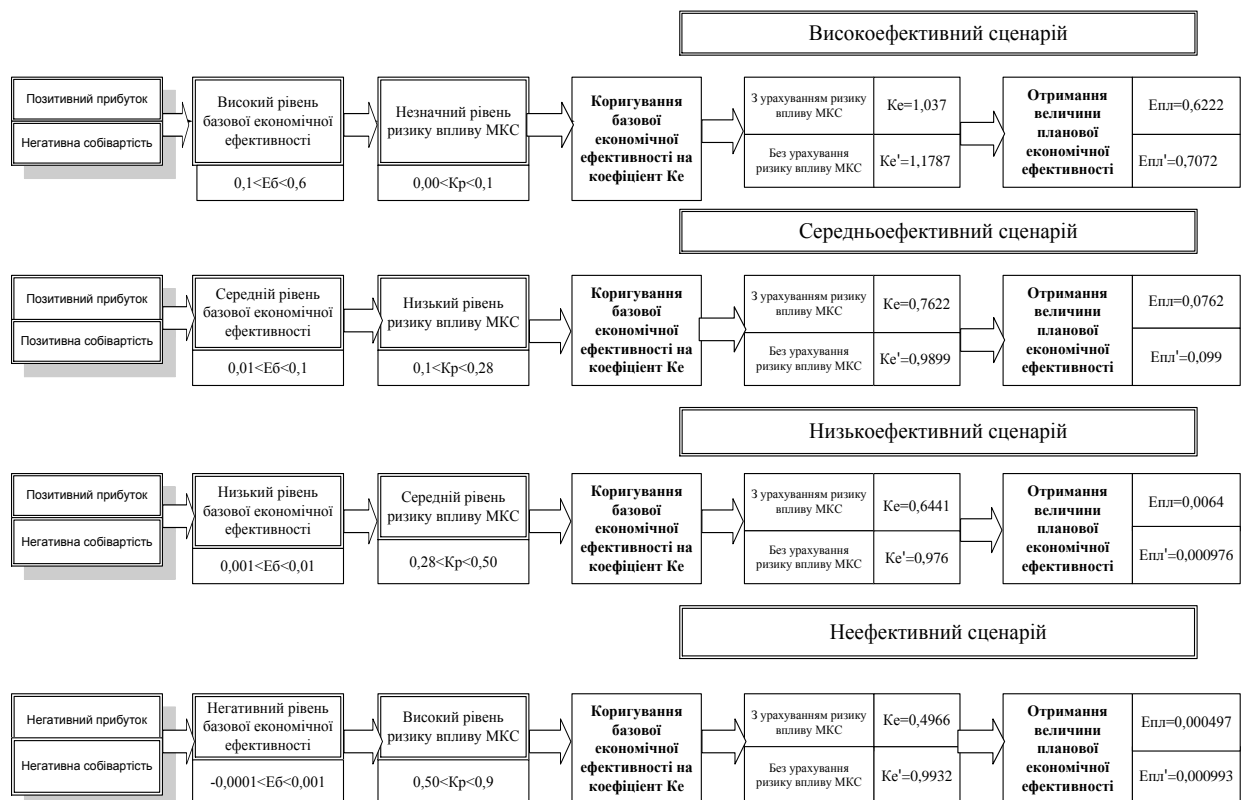 Високоефективний сценарій
Позитивний прибуток
Негативна собівартість
Високий рівень
базової економічної
ефективності
0,1<Еб<0,6
Незначний рівень
ризику впливу МКС
0,00<Кр<0,1
Коригування
базової
економічної
ефективності на
коефіцієнт Ке
З урахуванням ризику
впливу МКС
Ке=1,037
Без урахування
ризику впливу МКС
Ке'=1,1787
Отримання
величини
планової
економічної
ефективності
Епл=0,6222
Епл'=0,7072
Середньоефективний сценарій
Позитивний прибуток
Позитивна собівартість
Середній рівень
базової економічної
ефективності
0,01<Еб<0,1
Низький рівень
ризику впливу МКС
0,1<Кр<0,28
Коригування
базової
економічної
ефективності на
коефіцієнт Ке
З урахуванням ризику
впливу МКС
Ке=0,7622
Без урахування
ризику впливу МКС
Ке'=0,9899
Отримання
величини
планової
економічної
ефективності
Епл=0,0762
Епл'=0,099
Низькоефективний сценарій
Позитивний прибуток
Негативна собівартість
Низький рівень
базової економічної
ефективності
0,001<Еб<0,01
Середній рівень
ризику впливу МКС
0,28<Кр<0,50
Коригування
базової
економічної
ефективності на
коефіцієнт Ке
З урахуванням ризику
впливу МКС
Ке=0,6441
Без урахування
ризику впливу МКС
Ке'=0,976
Отримання
величини
планової
економічної
ефективності
Епл=0,0064
Епл'=0,000976
Неефективний сценарій
Негативний прибуток
Негативна собівартість
Негативний рівень
базової економічної
ефективності
-0,0001<Еб<0,001
Високий рівень
ризику впливу МКС
0,50<Кр<0,9
Коригування
базової
економічної
ефективності на
коефіцієнт Ке
З урахуванням ризику
впливу МКС
Ке=0,4966
Без урахування
ризику впливу МКС
Ке'=0,9932
Отримання
величини
планової
економічної
ефективності
Епл=0,000497
Епл'=0,000993